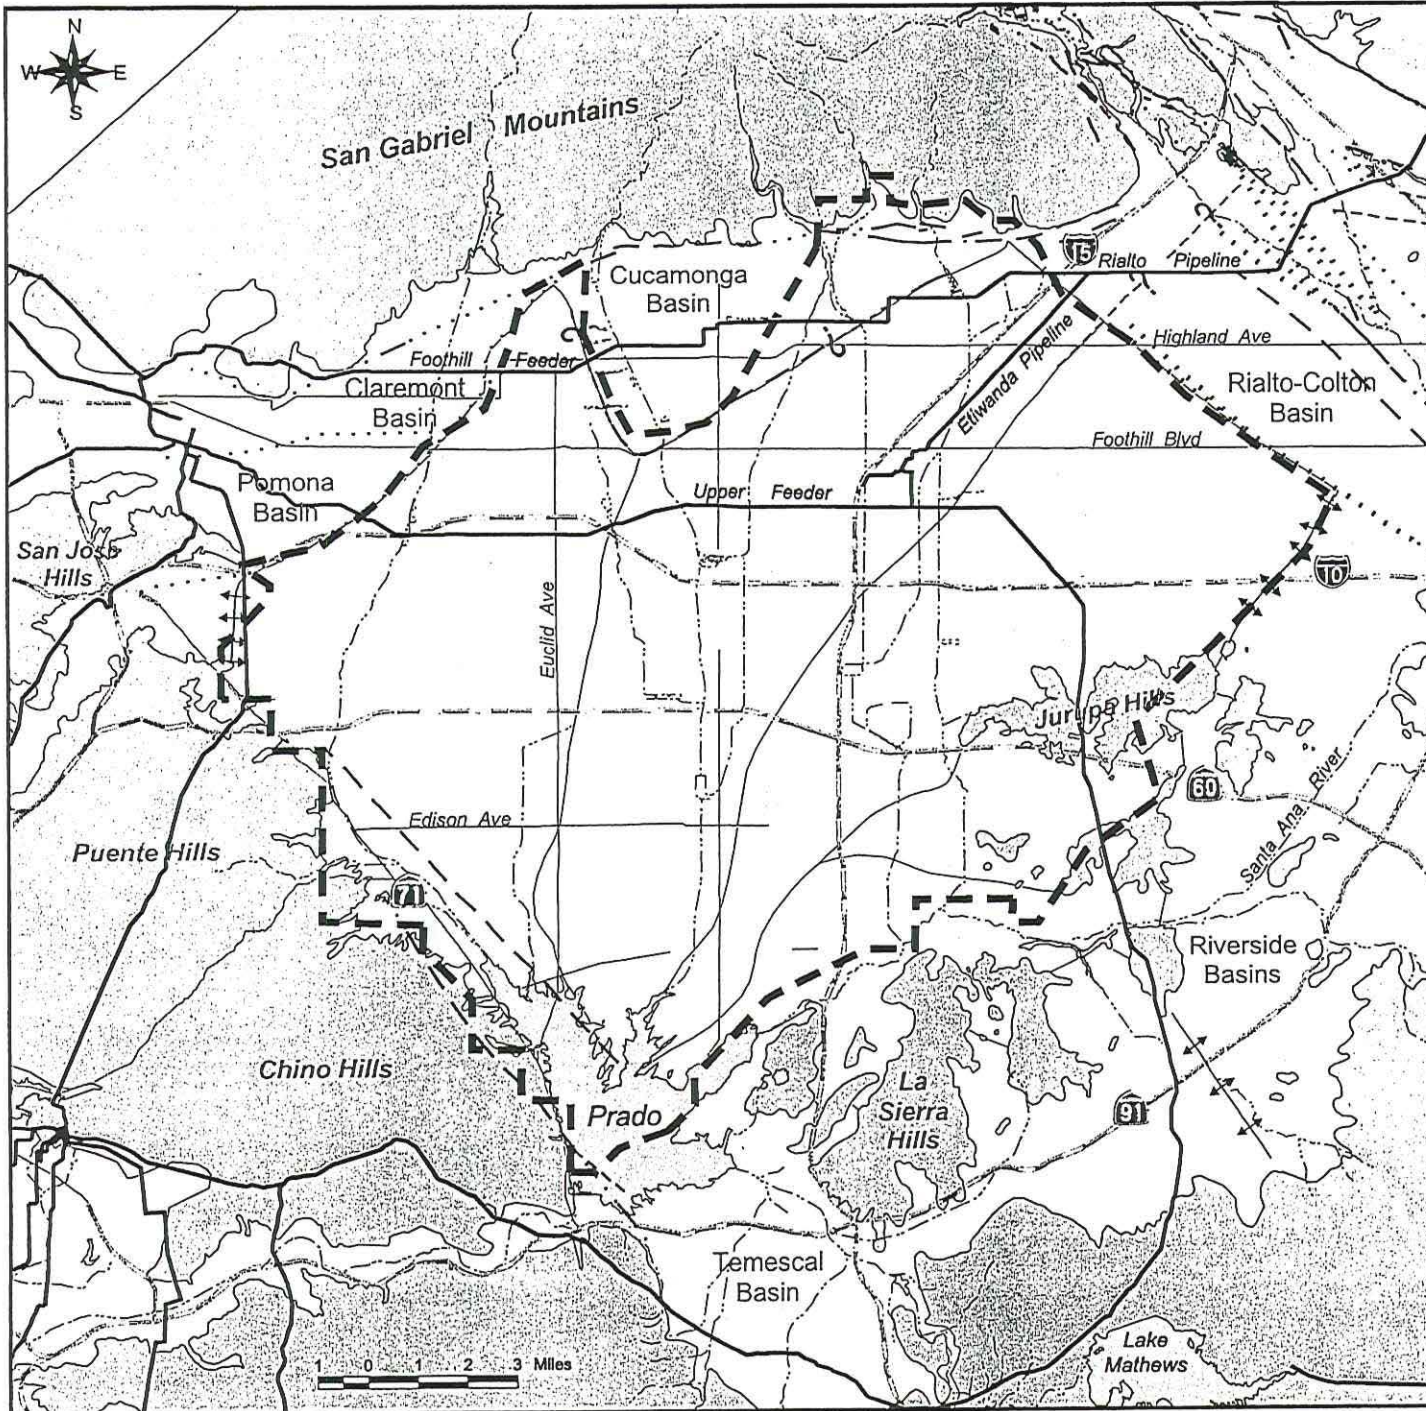 N
W E
S
San Gabriel Mountains
15
Rialto Pipeline
Cucamonga
Basin
Foothill Feeder
Highland Ave
Etiwanda Pipeline
Claremont
Basin
Rialto-Colton
Basin
Foothill Blvd
Pomona
Basin
Upper Feeder
San Jose
Hills
10
Euclid Ave
Jurupa Hills
60
Santa Ana River
Edison Ave
Puente Hills
71
Riverside
Basins
Chino Hills
Prado
La
Sierra
Hills
91
Temescal
Basin
Lake
Mathews
1 0 1 2 3 Miles